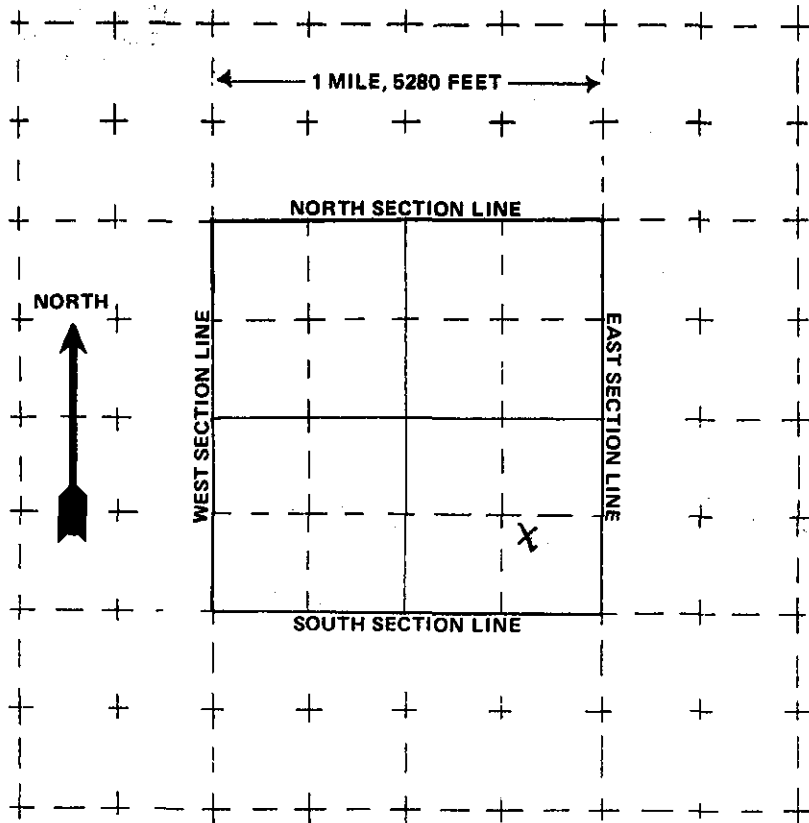 1 MILE, 5280 FEET
NORTH SECTION LINE
NORTH
WEST SECTION LINE
EAST SECTION LINE
X
SOUTH SECTION LINE